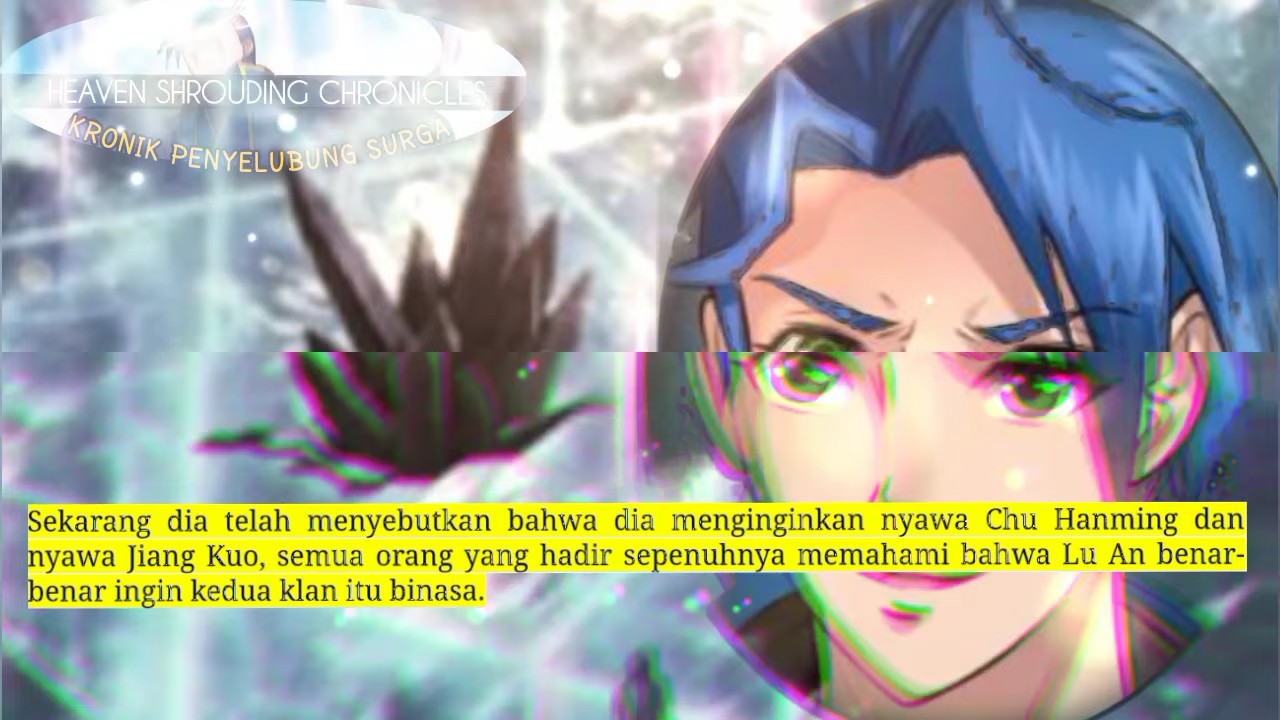 HEAVEN SHROUDING CHRONICLES
KRONIK PENYELUBUNG SURGA
Sekarang dia telah menyebutkan bahwa dia menginginkan nyawa Chu Hanming dan
nyawa Jiang Kuo, semua orang yang hadir sepenuhnya memahami bahwa Lu An benar-
benar ingin kedua klan itu binasa.